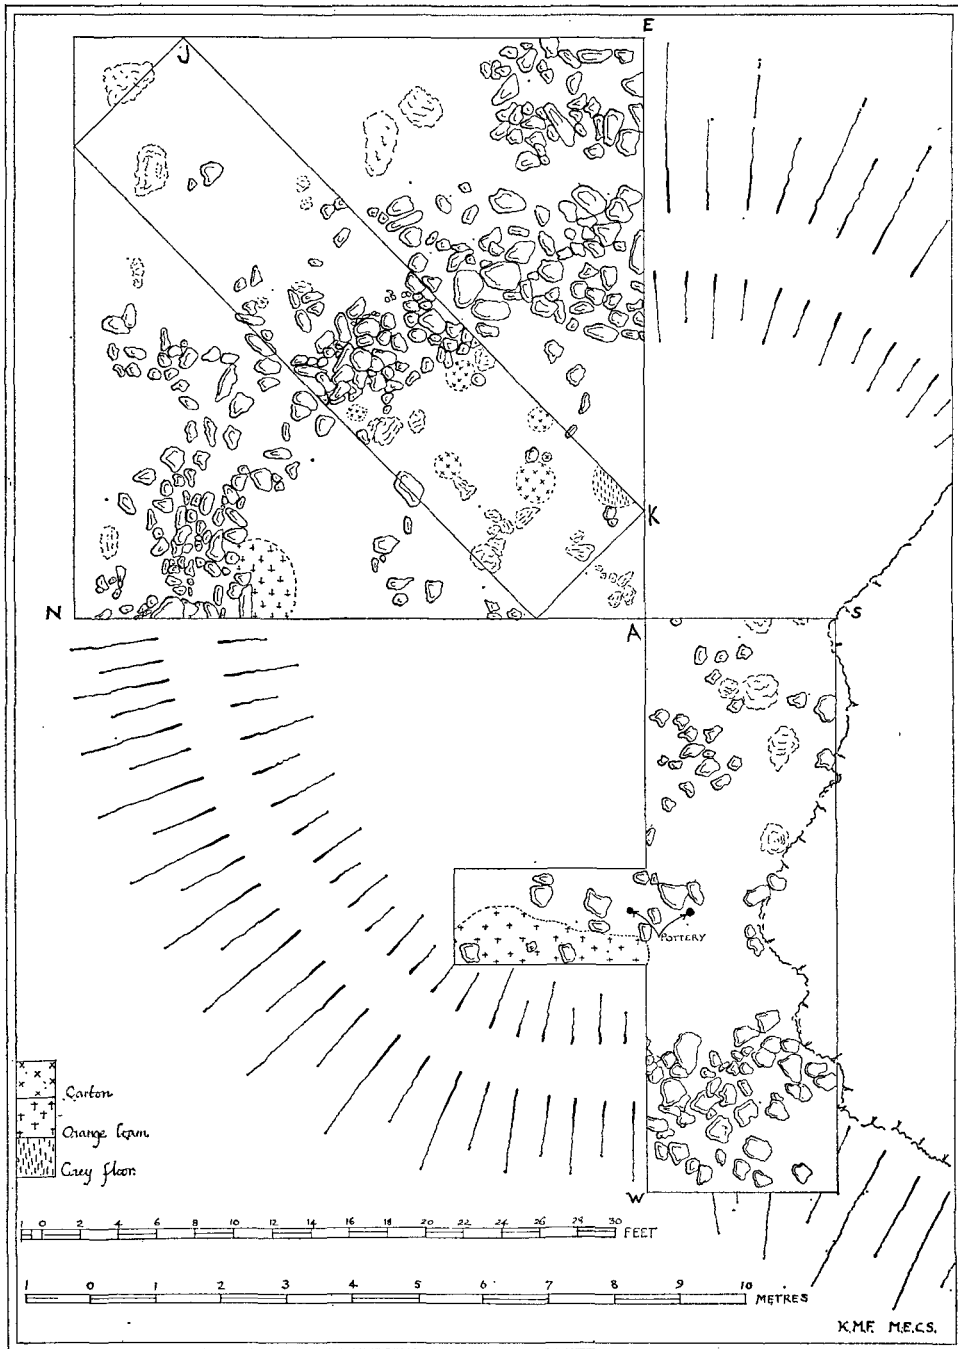 E
J
K
N
A
S
POTTERY
Carton
Orange loam
Grey floor.
W
1 0 2 4 6 8 10 12 14 16 18 20 22 24 26 28 30 FEET
1 0 1 2 3 4 5 6 7 8 9 10 METRES
K.M.F. M.E.C.S.